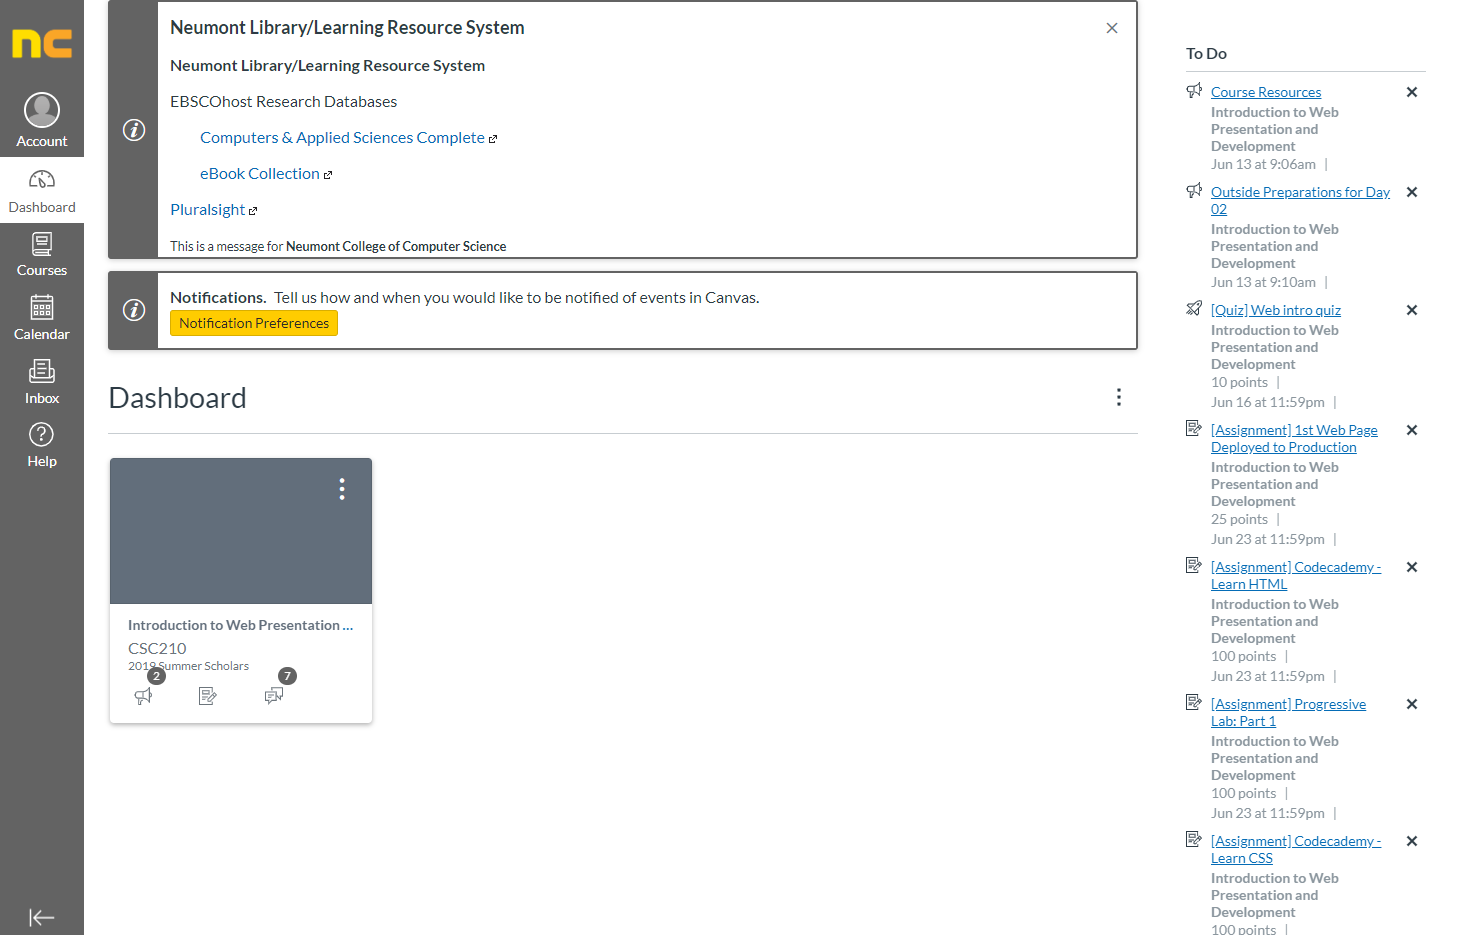 nc
Account
Dashboard
Courses
Calendar
Inbox
Help
Neumont Library/Learning Resource System
Neumont Library/Learning Resource System
EBSCOhost Research Databases
Computers & Applied Sciences Complete
eBook Collection
Pluralsight
This is a message for Neumont College of Computer Science
Notifications. Tell us how and when you would like to be notified of events in Canvas.
Notification Preferences
Dashboard
Introduction to Web Presentation ...
CSC210
2019 Summer Scholars
2
7
To Do
Course Resources
Introduction to Web
Presentation and
Development
Jun 13 at 9:06am |
Outside Preparations for Day
02
Introduction to Web
Presentation and
Development
Jun 13 at 9:10am |
[Quiz] Web intro quiz
Introduction to Web
Presentation and
Development
10 points |
Jun 16 at 11:59pm |
[Assignment] 1st Web Page
Deployed to Production
Introduction to Web
Presentation and
Development
25 points |
Jun 23 at 11:59pm |
[Assignment] Codecademy -
Learn HTML
Introduction to Web
Presentation and
Development
100 points |
Jun 23 at 11:59pm |
[Assignment] Progressive
Lab: Part 1
Introduction to Web
Presentation and
Development
100 points |
Jun 23 at 11:59pm |
[Assignment] Codecademy -
Learn CSS
Introduction to Web
Presentation and
Development
100 points |